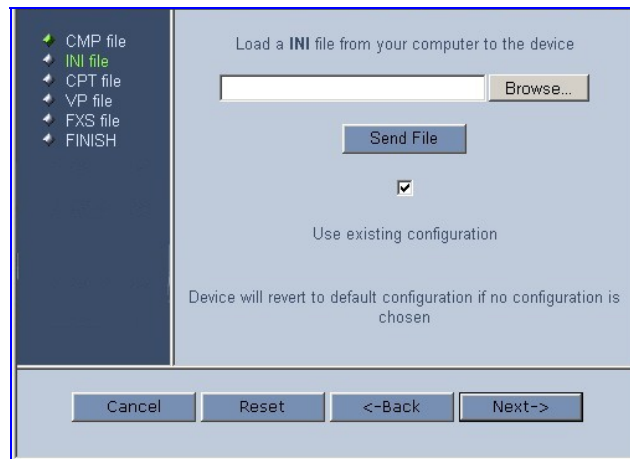 CMP file
INI file
CPT file
VP file
FXS file
FINISH
Load a INI file from your computer to the device
Browse...
Send File
Use existing configuration
Device will revert to default configuration if no configuration is
chosen
Cancel
Reset
<-Back
Next->